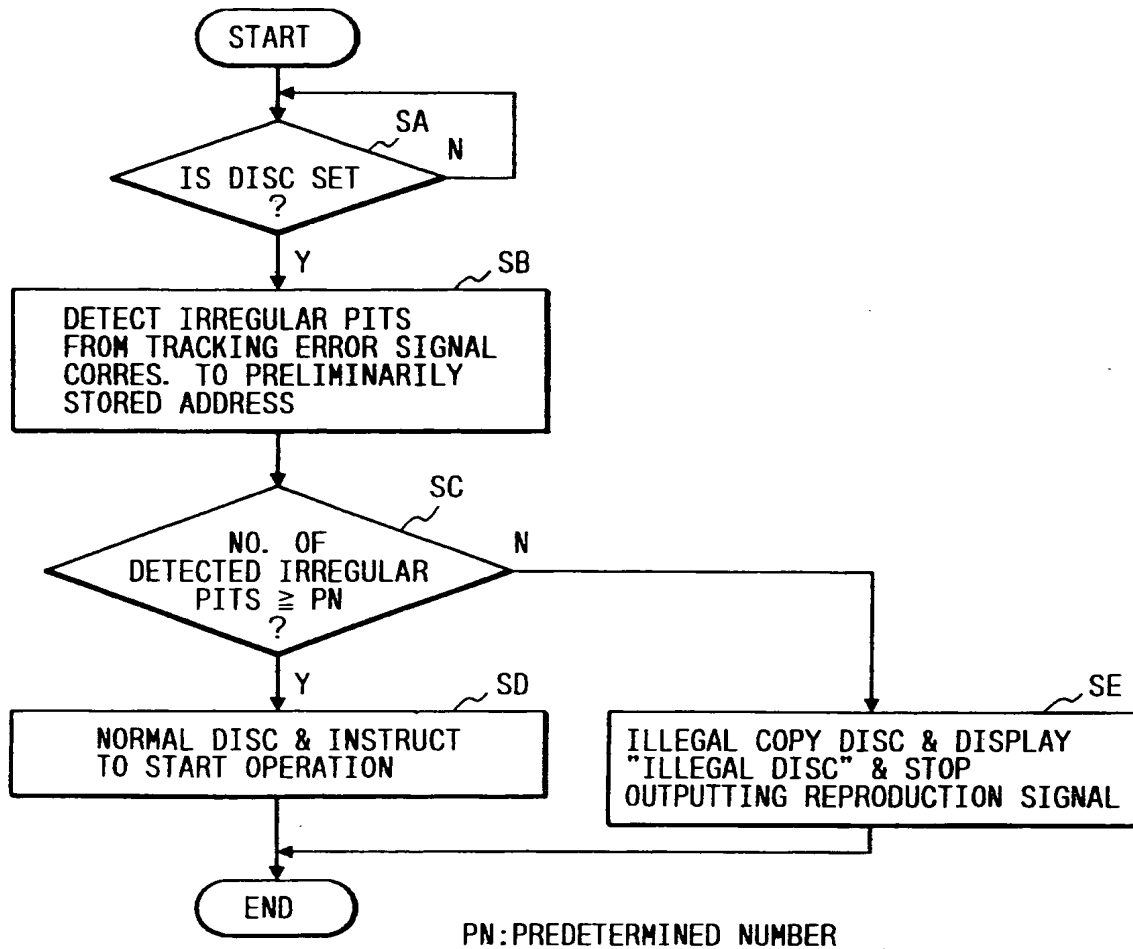 START
SA
N
IS DISC SET
?
Y
SB
DETECT IRREGULAR PITS
FROM TRACKING ERROR SIGNAL
CORRES. TO PRELIMINARILY
STORED ADDRESS
SC
N
NO. OF
DETECTED IRREGULAR
PITS ≧ PN
?
Y
SD
NORMAL DISC & INSTRUCT
TO START OPERATION
SE
ILLEGAL COPY DISC & DISPLAY
"ILLEGAL DISC" & STOP
OUTPUTTING REPRODUCTION SIGNAL
END
PN:PREDETERMINED NUMBER